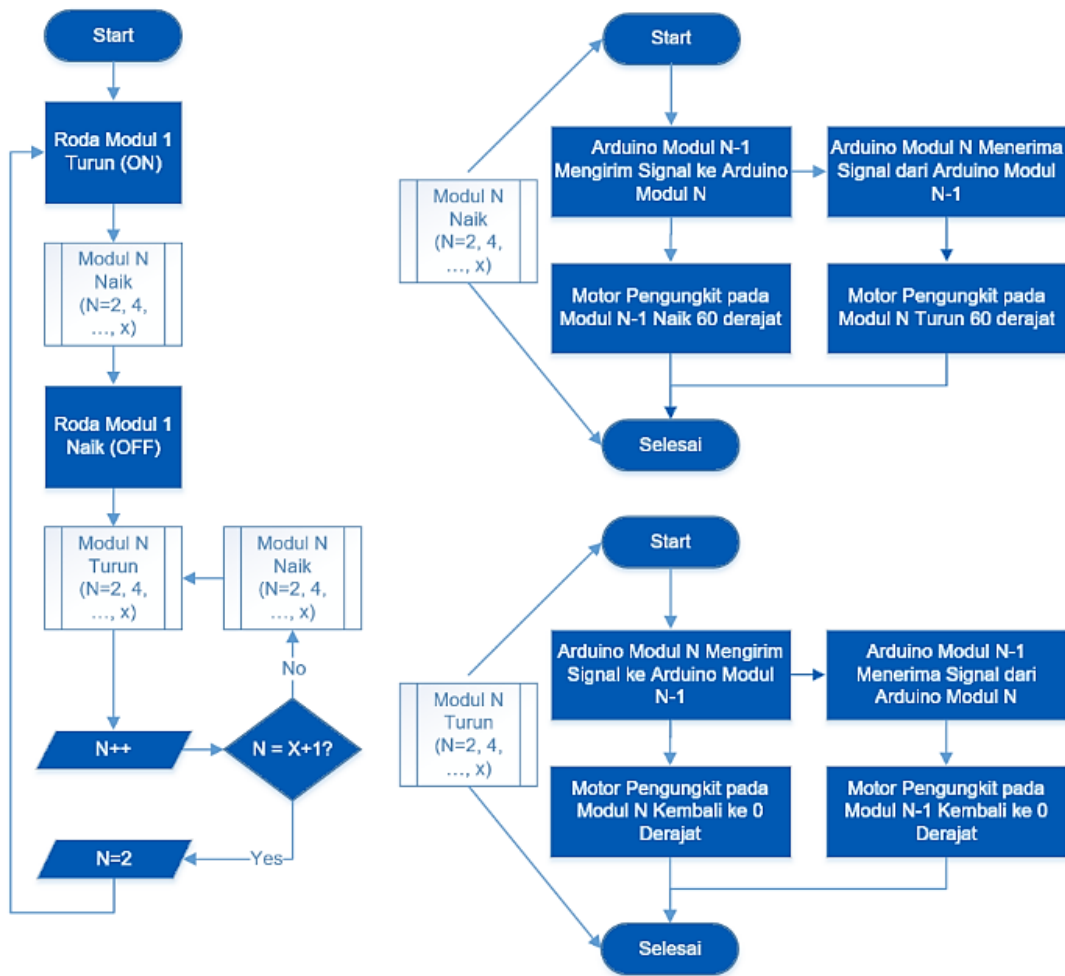 Start
Roda Modul 1
Turun (ON)
Modul N
Naik
(N=2, 4,
..., x)
Roda Modul 1
Naik (OFF)
Modul N
Turun
(N=2, 4,
..., x)
Modul N
Naik
(N=2, 4,
..., x)
No
N++
N = X+1?
N=2
Yes
Start
Modul N
Naik
(N=2, 4,
..., x)
Arduino Modul N-1
Mengirim Signal ke Arduino
Modul N
Arduino Modul N Menerima
Signal dari Arduino Modul
N-1
Motor Pengungkit pada
Modul N-1 Naik 60 derajat
Motor Pengungkit pada
Modul N Turun 60 derajat
Selesai
Start
Modul N
Turun
(N=2, 4,
..., x)
Arduino Modul N Mengirim
Signal ke Arduino Modul
N-1
Arduino Modul N-1
Menerima Signal dari
Arduino Modul N
Motor Pengungkit pada
Modul N Kembali ke 0
Derajat
Motor Pengungkit pada
Modul N-1 Kembali ke 0
Derajat
Selesai